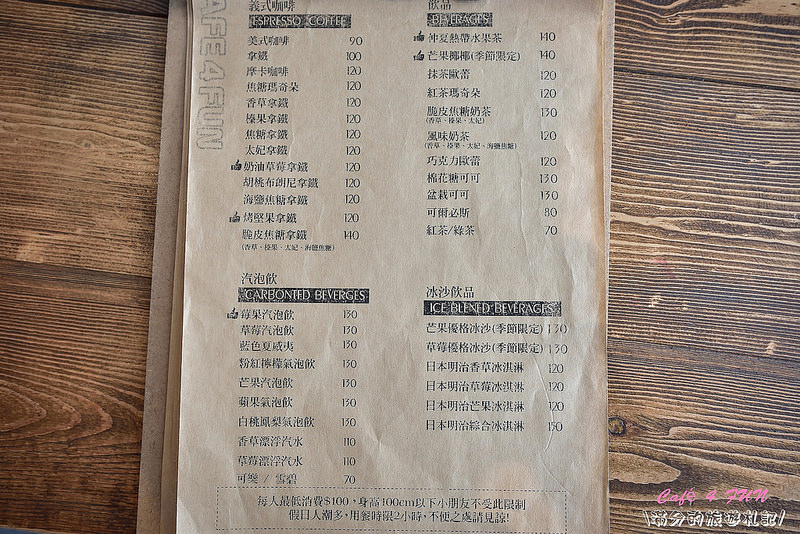 CAFE 4 FUN
義式咖啡
ESPRESSO COFFEE
美式咖啡 90
拿鐵 100
摩卡咖啡 120
焦糖瑪奇朵 120
香草拿鐵 120
榛果拿鐵 120
焦糖拿鐵 120
太妃拿鐵 120
奶油草莓拿鐵 120
胡桃布朗尼拿鐵 120
海鹽焦糖拿鐵 120
烤堅果拿鐵 120
脆皮焦糖拿鐵 140
(香草、榛果、太妃、海鹽焦糖)
飲品
BEVERAGES
仲夏熱帶水果茶 140
芒果椰椰(季節限定) 140
抹茶歐蕾 120
紅茶瑪奇朵 120
脆皮焦糖奶茶 130
(香草、榛果、太妃)
風味奶茶 120
(香草、榛果、太妃、海鹽焦糖)
巧克力歐蕾 120
棉花糖可可 130
盆栽可可 130
可爾必斯 80
紅茶/綠茶 70
汽泡飲
CARBONTED BEVERGES
莓果汽泡飲 130
草莓汽泡飲 130
藍色夏威夷 130
粉紅檸檬氣泡飲 130
芒果汽泡飲 130
蘋果氣泡飲 130
白桃鳳梨氣泡飲 130
香草漂浮汽水 110
草莓漂浮汽水 110
可樂 / 雪碧 70
冰沙飲品
ICE BLENED BEVERAGES
芒果優格冰沙(季節限定) 130
草莓優格冰沙(季節限定) 130
日本明治香草冰淇淋 120
日本明治草莓冰淇淋 120
日本明治芒果冰淇淋 120
日本明治綜合冰淇淋 150
每人最低消費$100，身高100cm以下小朋友不受此限制
假日人潮多，用餐時限2小時，不便之處請見諒!
Café 4 FUN
\滿分的旅遊札記/